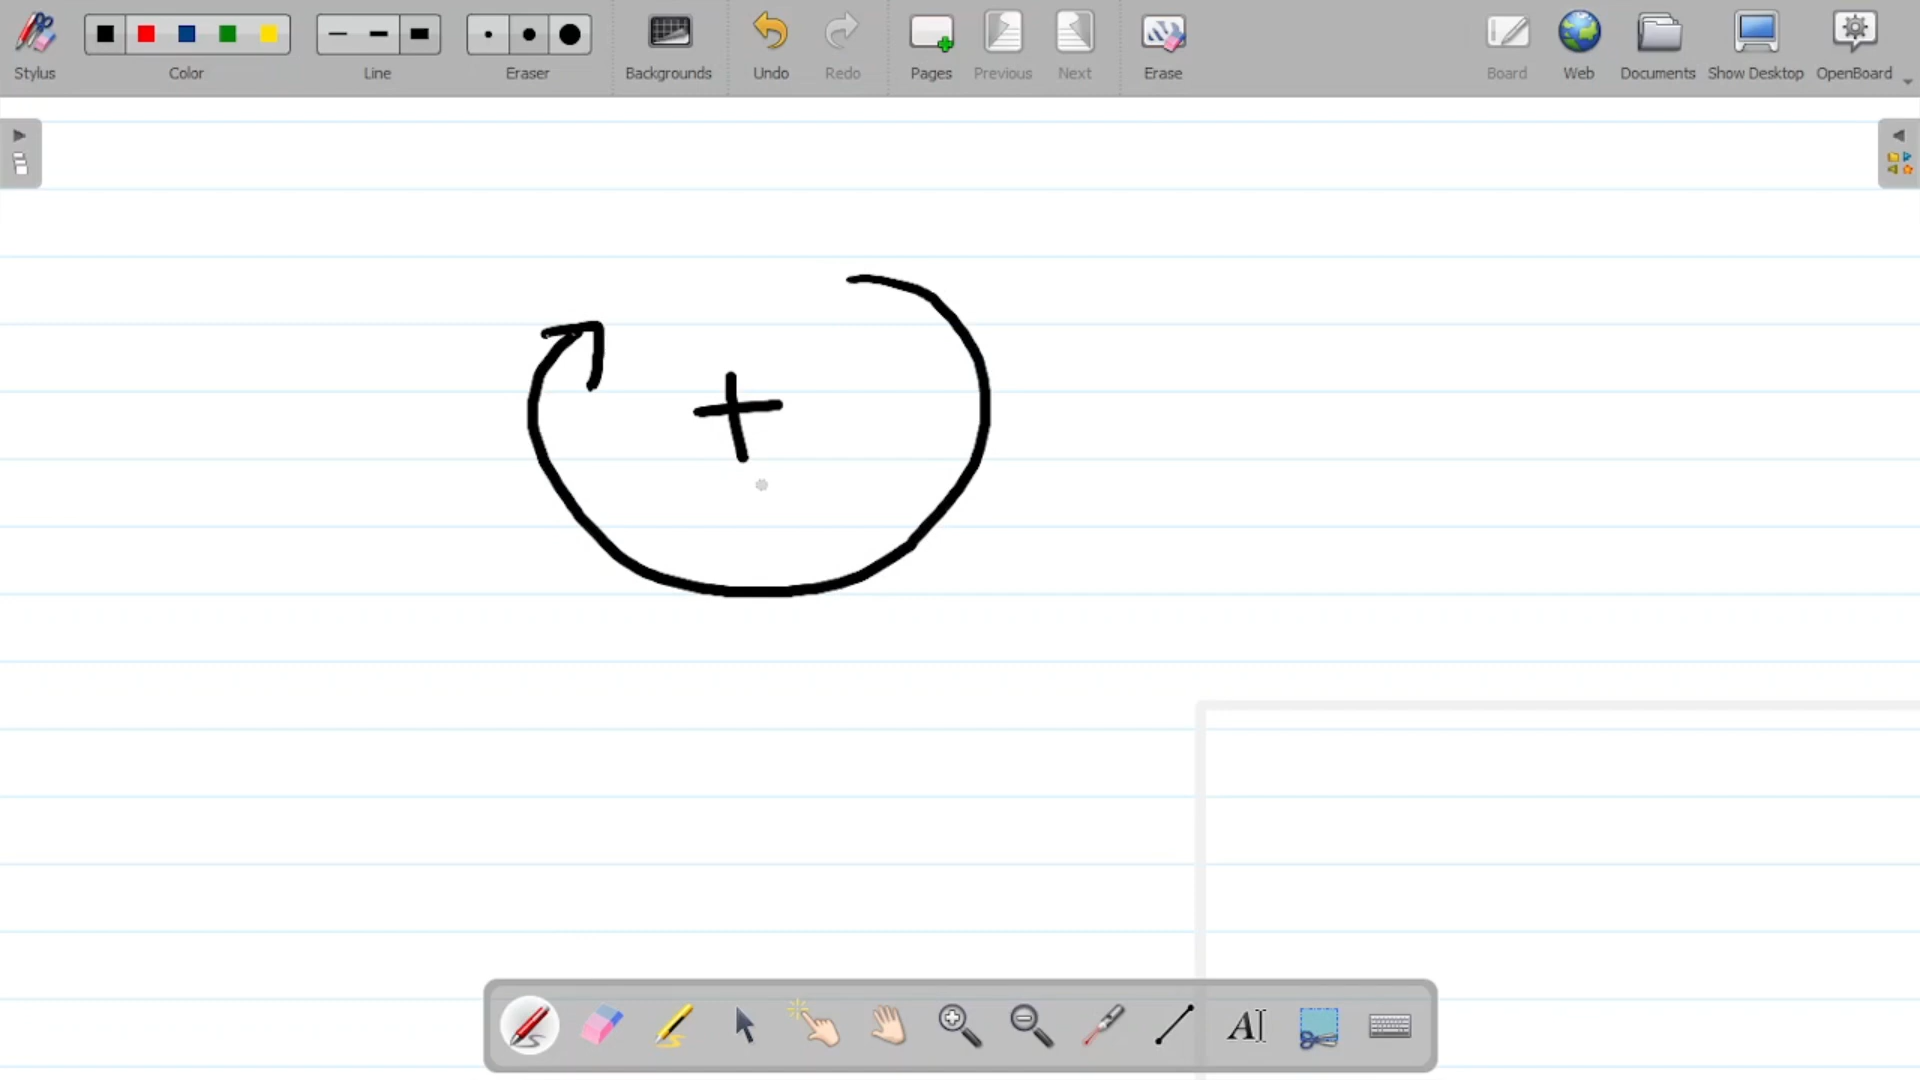 Stylus Color Line Eraser Backgrounds Undo Redo Pages Previous Next Erase Board Web Documents Show Desktop OpenBoard
+
A